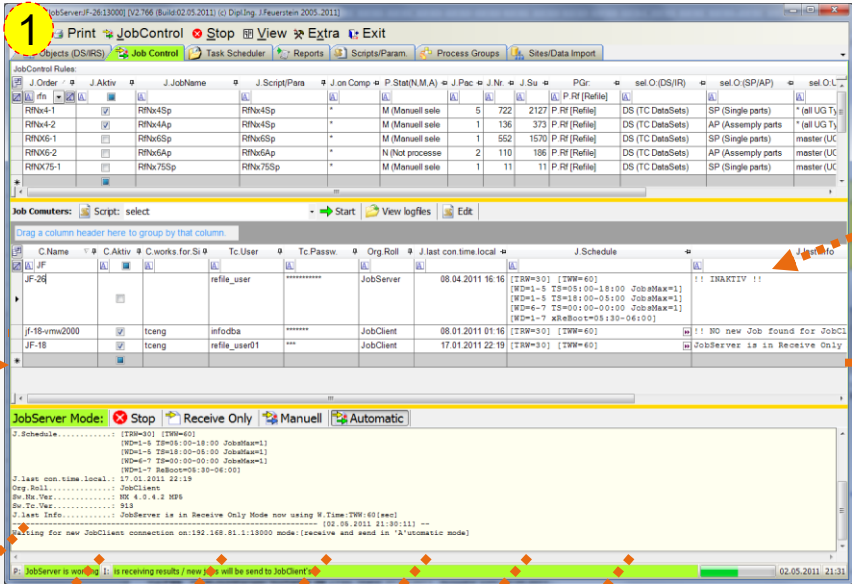 1
JobServer:JF-26:13000] [V2.766 (Build:02.05.2011) (c) Dipl.Ing. J.Feuerstein 2005..2011]
Print JobControl Stop View Extra Exit
Objects (DS/IRS) Job Control Task Scheduler Reports Scripts/Param. Process Groups Sites/Data Import
JobControl Rules:
J.Order J.Aktiv J.JobName J.Script/Para J.on Comp P.Stat(N,M,A) J.Pac J.Nr. J.Su PGr. sel.O:(DS/IR) sel.O:(SP/AP) sel.O:L
rfn P.Rf [Refile]
RfNx4-1 RfNx4Sp RfNx4Sp * M (Manuell sele 5 722 2127 P.Rf [Refile] DS (TC DataSets) SP (Single parts) * (all UG Ty
RfNx4-2 RfNx4Ap RfNx4Ap * M (Manuell sele 1 136 373 P.Rf [Refile] DS (TC DataSets) AP (Assemply parts * (all UG Ty
RfNX6-1 RfNx6Sp RfNx6Sp * M (Manuell sele 1 552 1570 P.Rf [Refile] DS (TC DataSets) SP (Single parts) master (UG
RfNX6-2 RfNx6Ap RfNx6Ap * N (Not processe 2 110 186 P.Rf [Refile] DS (TC DataSets) AP (Assemply parts master (UG
RfNX75-1 RfNx75Sp RfNx75Sp * M (Manuell sele 1 11 11 P.Rf [Refile] DS (TC DataSets) SP (Single parts) master (UG
Job Comuters: Script: select Start View logfiles Edit
Drag a column header here to group by that column.
C.Name C.Aktiv C.works.for.Si Tc.User Tc.Passw. Org.Roll J.last con.time.local J.Schedule J.last Info
JF
JF-26 refile_user *********** JobServer 08.04.2011 16:16 [TRW=30] [TWW=60] !! INAKTIV !!
[WD=1-5 TS=05:00-18:00 JobsMax=1]
[WD=1-5 TS=18:00-05:00 JobsMax=1]
[WD=6-7 TS=00:00-00:00 JobsMax=1]
[WD=1-7 xReBoot=05:30-06:00]
jf-18-vmw2000 tceng infodba ******* JobClient 08.01.2011 01:16 [TRW=30] [TWW=60] !! NO new Job found for JobCl
JF-18 tceng refile_user01 *** JobClient 17.01.2011 22:19 [TRW=30] [TWW=60] JobServer is in Receive Only
JobServer Mode: Stop Receive Only Manuell Automatic
J.Schedule............: [TRW=30] [TWW=60]
[WD=1-5 TS=05:00-18:00 JobsMax=1]
[WD=1-5 TS=18:00-05:00 JobsMax=1]
[WD=6-7 TS=00:00-00:00 JobsMax=1]
[WD=1-7 ReBoot=05:30-06:00]
J.last con.time.local.: 17.01.2011 22:19
Org.Roll..............: JobClient
Sw.Nx.Ver.............: NX 4.0.4.2 MP5
Sw.Tc.Ver.............: 913
J.last Info...........: JobServer is in Receive Only Mode now using W.Time:TWW:60[sec]
---- [02.05.2011 21:30:11] --
Waiting for new JobClient connection on:192.168.81.1:13000 mode:[receive and send in 'A'utomatic mode]
P: JobServer is working I: is receiving results / new jobs will be send to JobClient's 02.05.2011 21:31